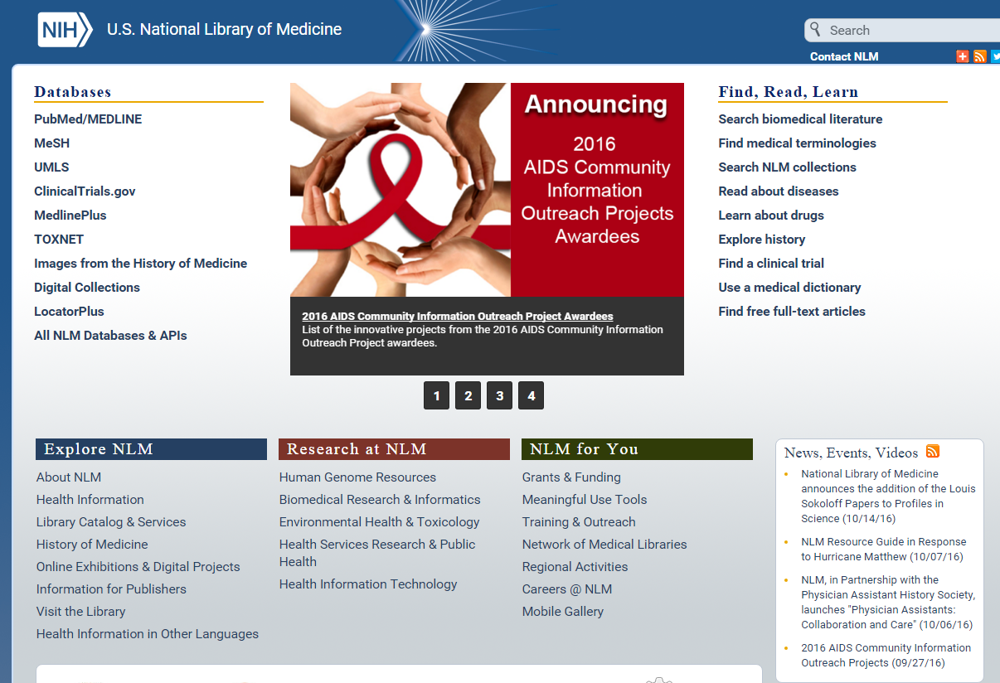 NIH
U.S. National Library of Medicine
Search
Contact NLM
Databases
PubMed/MEDLINE
MeSH
UMLS
ClinicalTrials.gov
MedlinePlus
TOXNET
Images from the History of Medicine
Digital Collections
LocatorPlus
All NLM Databases & APIs
Announcing
2016
AIDS Community
Information
Outreach Projects
Awardees
2016 AIDS Community Information Outreach Project Awardees
List of the innovative projects from the 2016 AIDS Community Information
Outreach Project awardees.
1 2 3 4
Find, Read, Learn
Search biomedical literature
Find medical terminologies
Search NLM collections
Read about diseases
Learn about drugs
Explore history
Find a clinical trial
Use a medical dictionary
Find free full-text articles
Explore NLM
About NLM
Health Information
Library Catalog & Services
History of Medicine
Online Exhibitions & Digital Projects
Information for Publishers
Visit the Library
Health Information in Other Languages
Research at NLM
Human Genome Resources
Biomedical Research & Informatics
Environmental Health & Toxicology
Health Services Research & Public
Health
Health Information Technology
NLM for You
Grants & Funding
Meaningful Use Tools
Training & Outreach
Network of Medical Libraries
Regional Activities
Careers @ NLM
Mobile Gallery
News, Events, Videos
National Library of Medicine
announces the addition of the Louis
Sokoloff Papers to Profiles in
Science (10/14/16)
NLM Resource Guide in Response
to Hurricane Matthew (10/07/16)
NLM, in Partnership with the
Physician Assistant History Society,
launches "Physician Assistants:
Collaboration and Care" (10/06/16)
2016 AIDS Community Information
Outreach Projects (09/27/16)